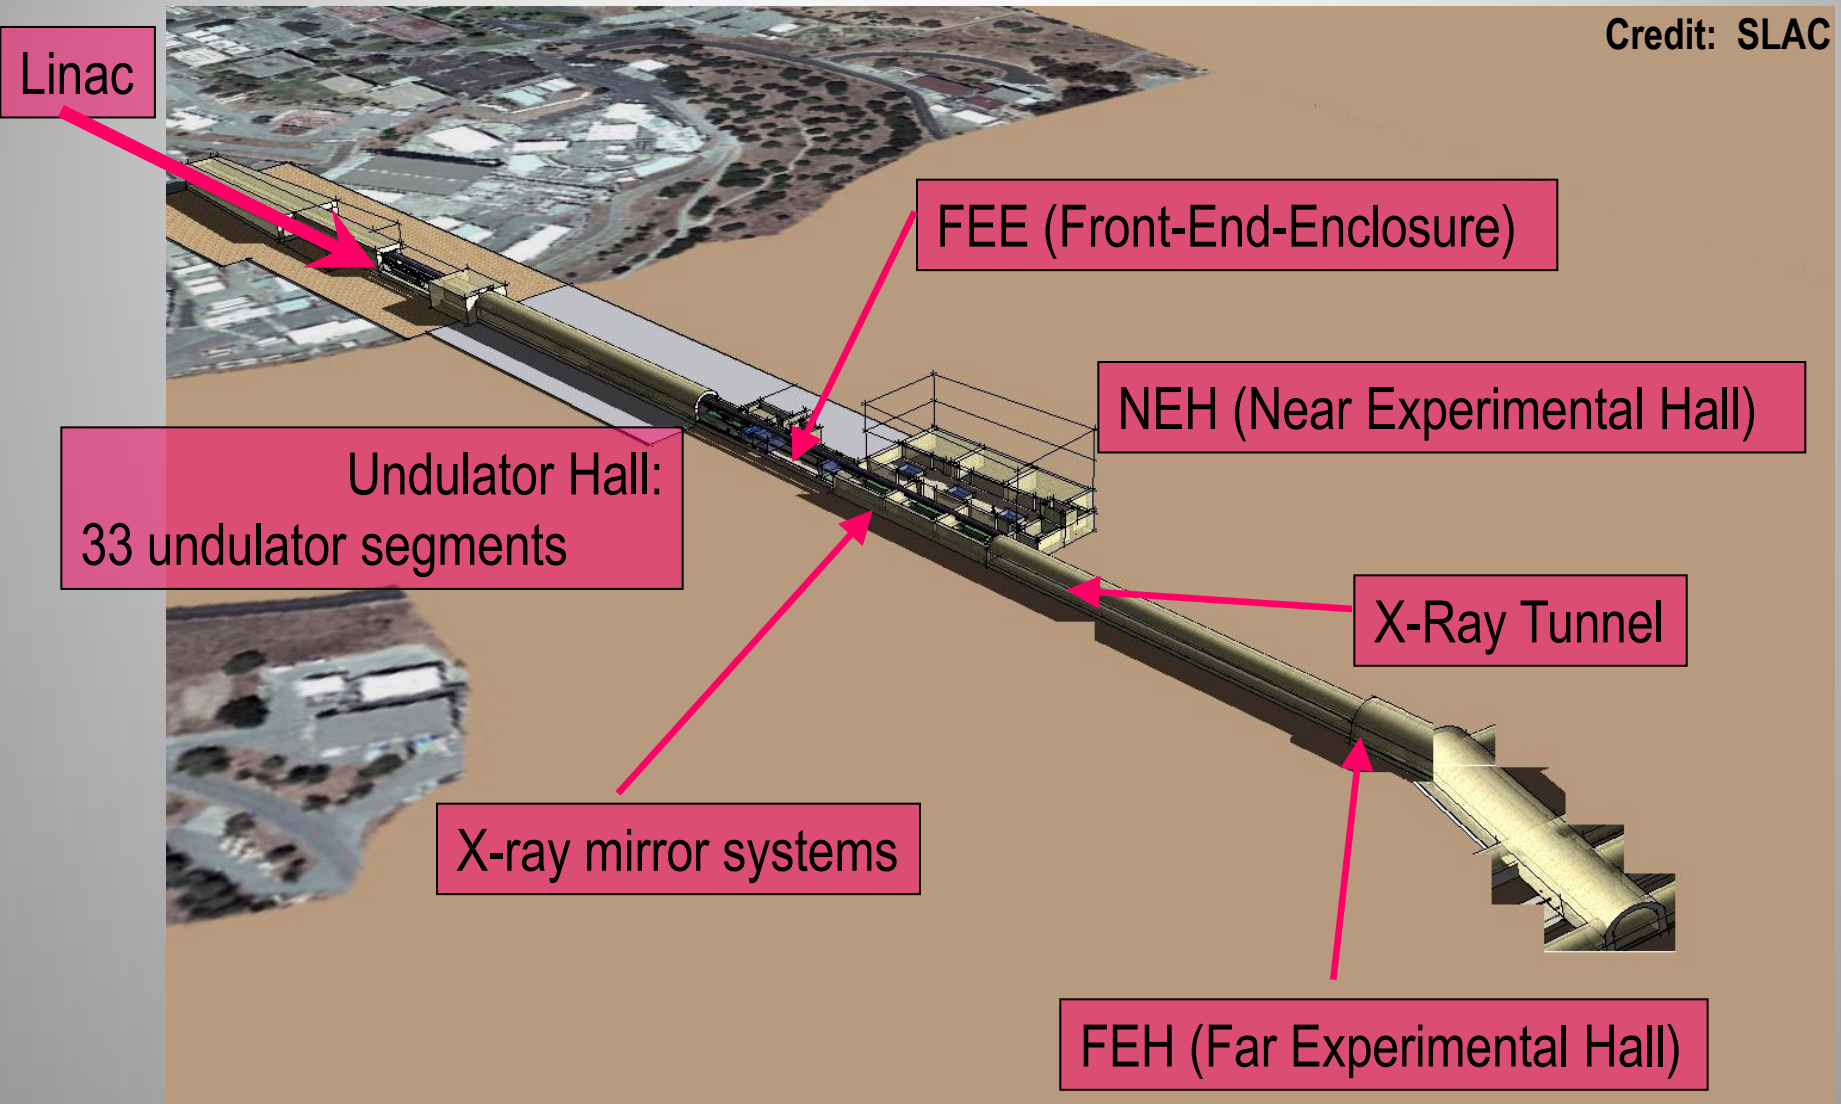 Credit: SLAC
Linac
FEE (Front-End-Enclosure)
NEH (Near Experimental Hall)
Undulator Hall:
33 undulator segments
X-Ray Tunnel
X-ray mirror systems
FEH (Far Experimental Hall)